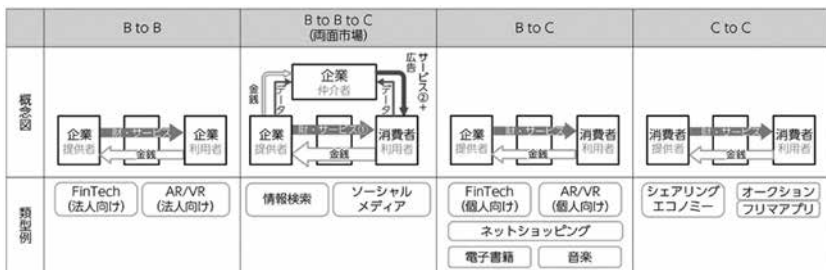 B to B
B to B to C
(両面市場)
B to C
C to C
概念図
企業
提供者
財・サービス
金銭
企業
利用者
金銭
企業
仲介者
データ
データ
サービス②+
広告
企業
提供者
財・サービス①
金銭
消費者
利用者
企業
提供者
財・サービス
金銭
消費者
利用者
消費者
提供者
財・サービス
金銭
消費者
利用者
類型例
FinTech
(法人向け)
AR/VR
(法人向け)
情報検索
ソーシャル
メディア
FinTech
(個人向け)
AR/VR
(個人向け)
ネットショッピング
電子書籍
音楽
シェアリング
エコノミー
オークション
フリマアプリ